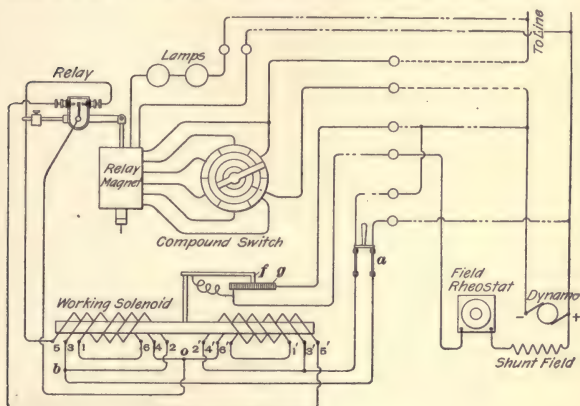 Lamps
To Line
Relay
Relay Magnet
Compound Switch
a
f g
Field Rheostat
Dynamo
- +
Working Solenoid
Shunt Field
5 3 1 6 4 2 o 2' 4' 6' 1' 3' 5'
b